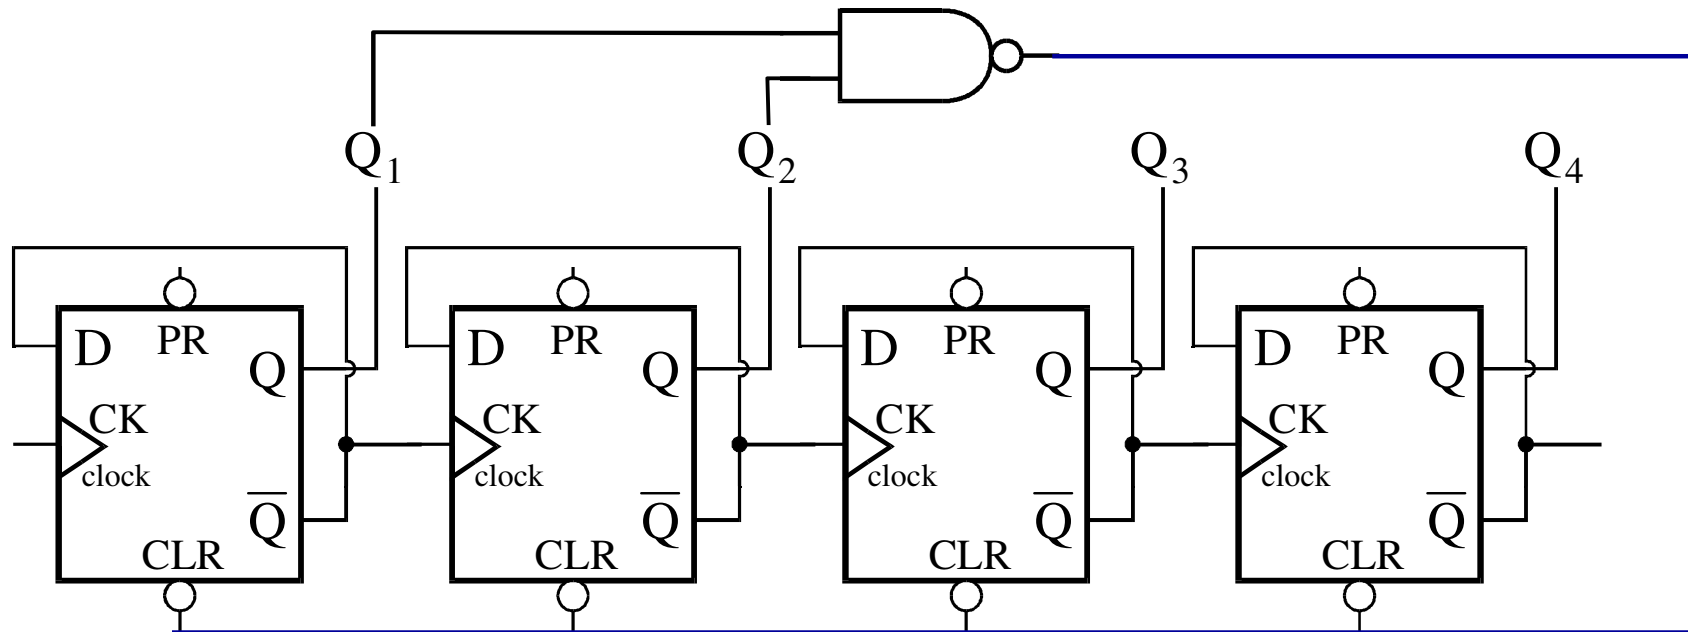 Q1 Q2 Q3 Q4
D PR Q D PR Q D PR Q D PR Q
CK CK CK CK
clock clock clock clock
Q̅ Q̅ Q̅ Q̅
CLR CLR CLR CLR